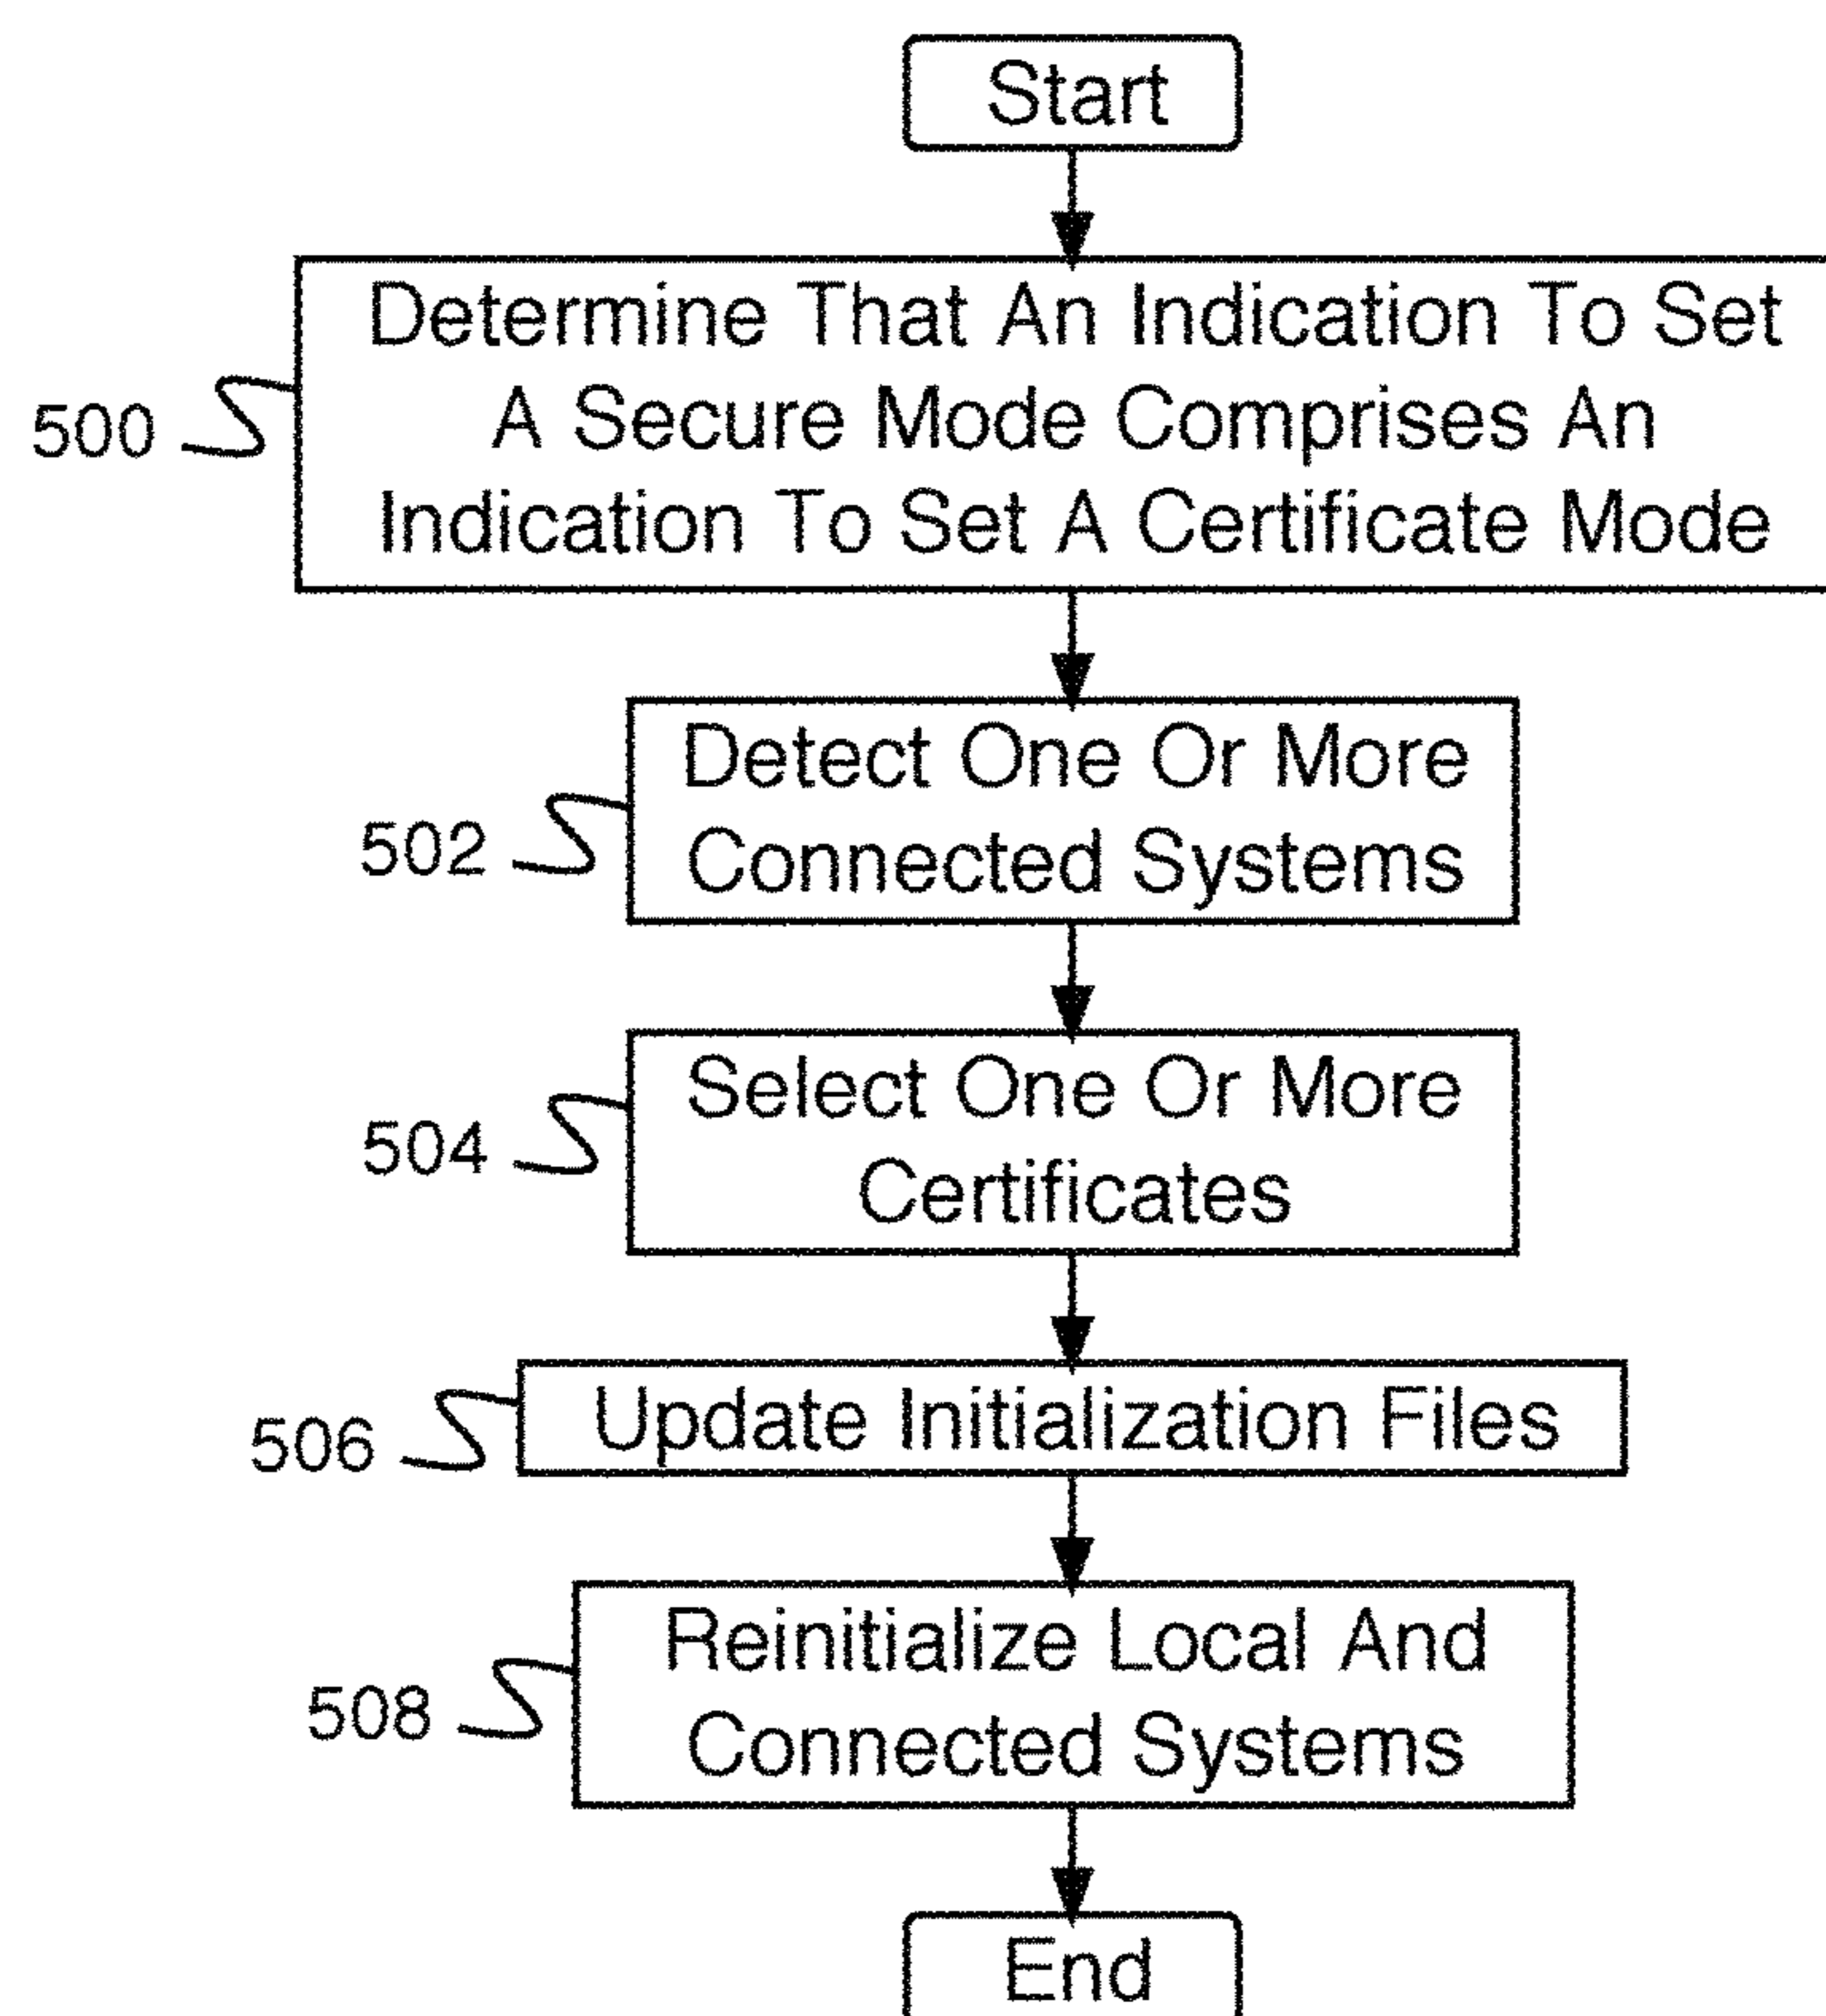 Start
Determine That An Indication To Set
A Secure Mode Comprises An
Indication To Set A Certificate Mode
500
Detect One Or More
Connected Systems
502
Select One Or More
Certificates
504
Update Initialization Files
506
Reinitialize Local And
Connected Systems
508
End